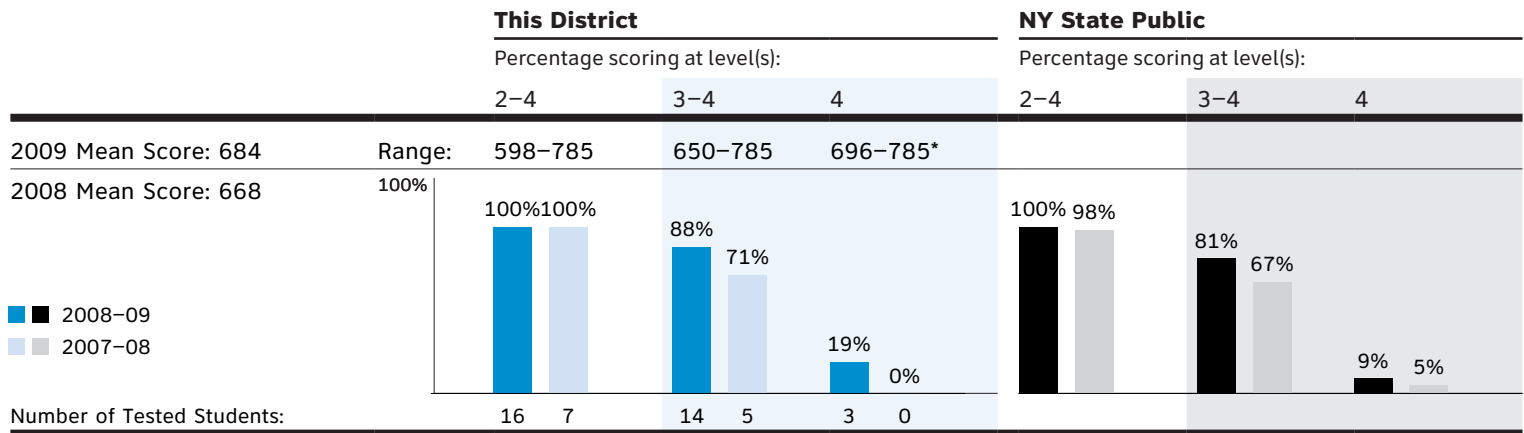 This District NY State Public
Percentage scoring at level(s): Percentage scoring at level(s):
2–4 3–4 4 2–4 3–4 4
2009 Mean Score: 684 Range: 598–785 650–785 696–785*
2008 Mean Score: 668
100%
100% 100% 88% 71% 19% 0% 100% 98% 81% 67% 9% 5%
2008–09
2007–08
Number of Tested Students: 16 7 14 5 3 0